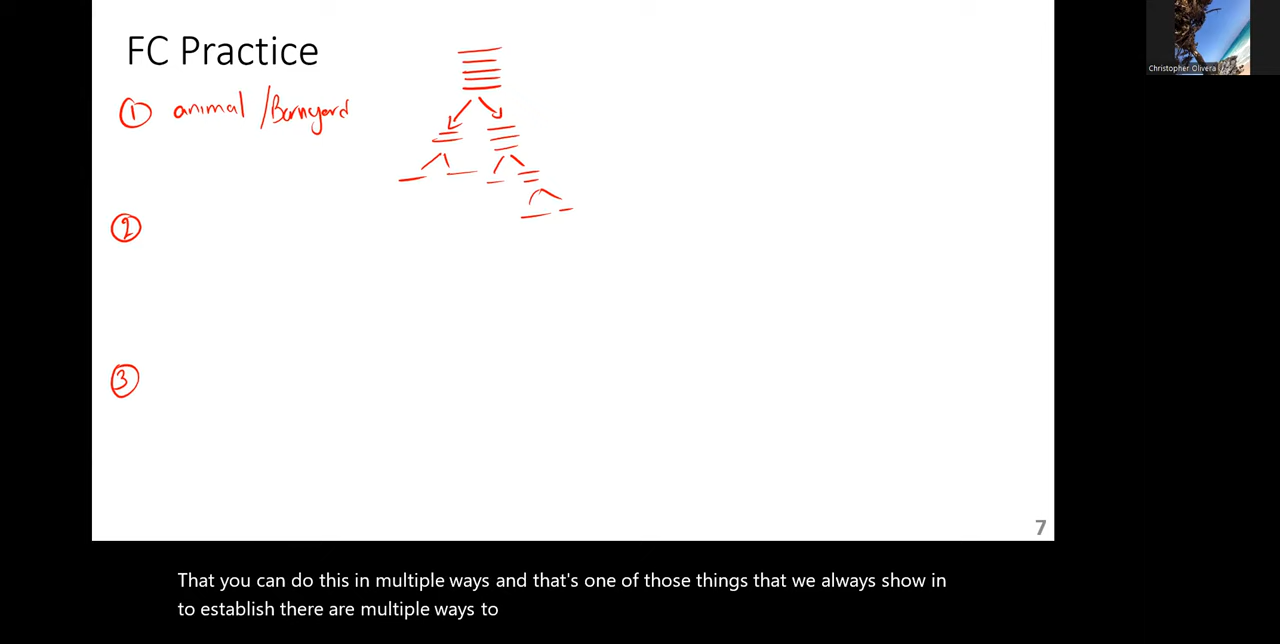 FC Practice
Christopher Olivera
① animal / Barnyard
②
③
7
That you can do this in multiple ways and that's one of those things that we always show in
to establish there are multiple ways to